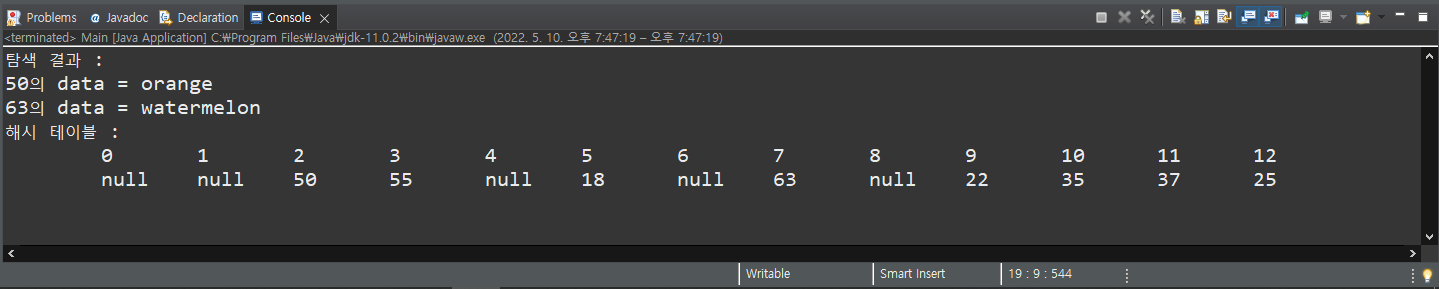 Problems @ Javadoc Declaration Console
<terminated> Main [Java Application] C:₩Program Files₩Java₩jdk-11.0.2₩bin₩javaw.exe (2022. 5. 10. 오후 7:47:19 – 오후 7:47:19)
탐색 결과 :
50의 data = orange
63의 data = watermelon
해시 테이블 :
0 1 2 3 4 5 6 7 8 9 10 11 12
null null 50 55 null 18 null 63 null 22 35 37 25
Writable Smart Insert 19 : 9 : 544